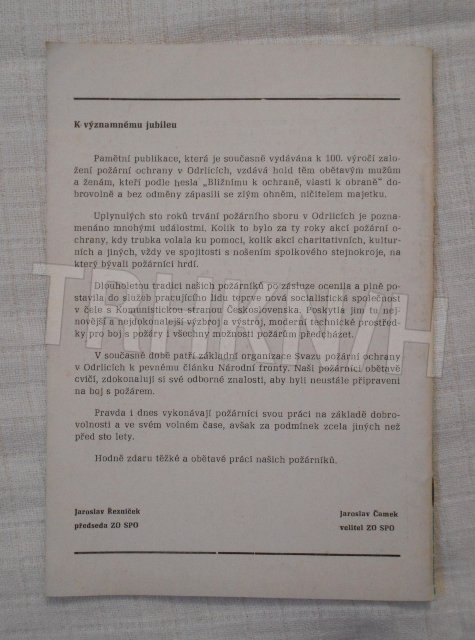 K významnému jubileu
Pamětní publikace, která je současně vydávána k 100. výročí zalo-
žení požární ochrany v Odrlicích, vzdává hold těm obětavým mužům
a ženám, kteří podle hesla „Bližnímu k ochraně, vlasti k obraně" do-
brovolně a bez odměny zápasili se zlým ohněm, ničitelem majetku.
Uplynulých sto roků trvání požárního sboru v Odrlicích je pozna-
menáno mnohými událostmi. Kolik to bylo za ty roky akcí požární o-
chrany, kdy trubka volala ku pomoci, kolik akcí charitativních, kultur-
ních a jiných, vždy ve spojitosti s nošením spolkového stejnokroje, na
který bývali požárníci hrdi.
Dlouholetou tradici našich požárníků po zásluze ocenila a plně po-
stavila do služeb pracujícího lidu teprve nová socialistická společnost
v čele s Komunistickou stranou Československa. Poskytla jim tu nej-
novější a nejdokonalejší výzbroj a výstroj, moderní technické prostřed-
ky pro boj s požáry i všechny možnosti požárům předcházet.
V současné době patří základní organizace Svazu požární ochrany
v Odrlicích k pevnému článku Národní fronty. Naši požárníci obětavě
cvičí, zdokonalují si své odborné znalosti, aby byli neustále připraveni
na boj s požárem.
Pravda i dnes vykonávají požárníci svou práci na základě dobro-
volnosti a ve svém volném čase, avšak za podmínek zcela jiných než
před sto lety.
Hodně zdaru těžké a obětavé práci našich požárníků.
Jaroslav Řezníček
předseda ZO SPO
Jaroslav Čamek
velitel ZO SPO